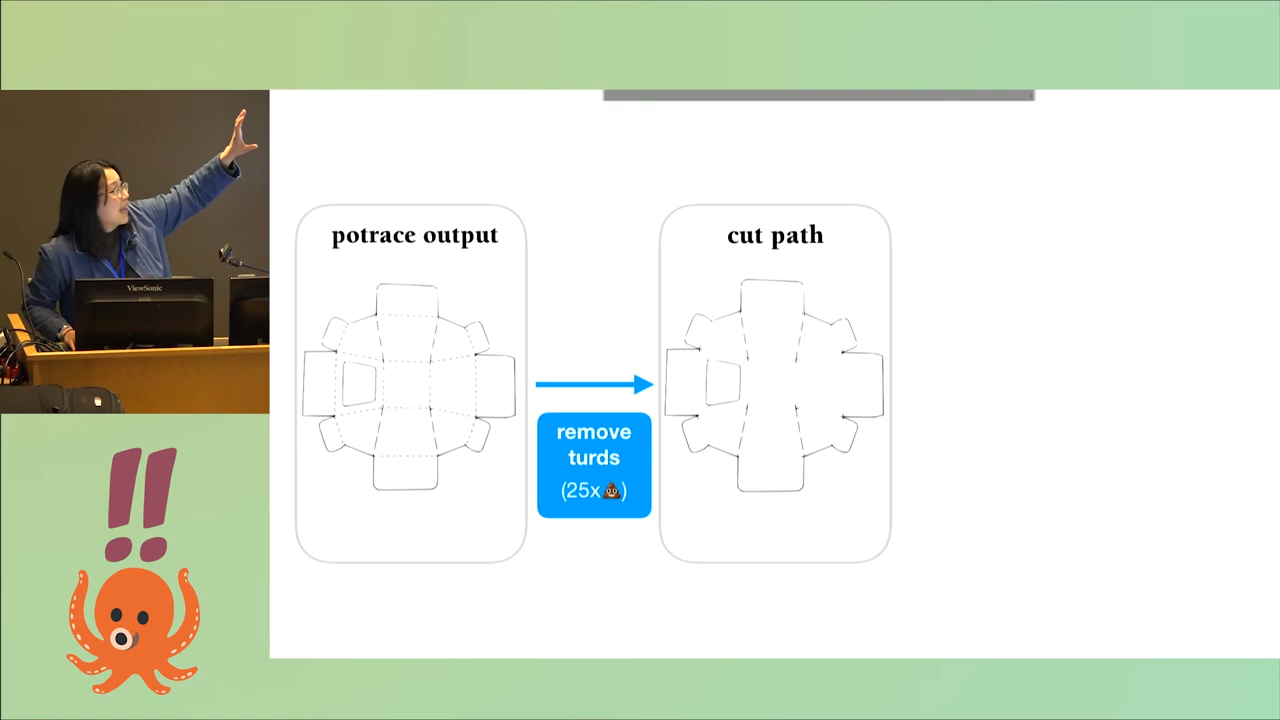 potrace output
cut path
remove
turds
(25x💩)
ViewSonic
!!